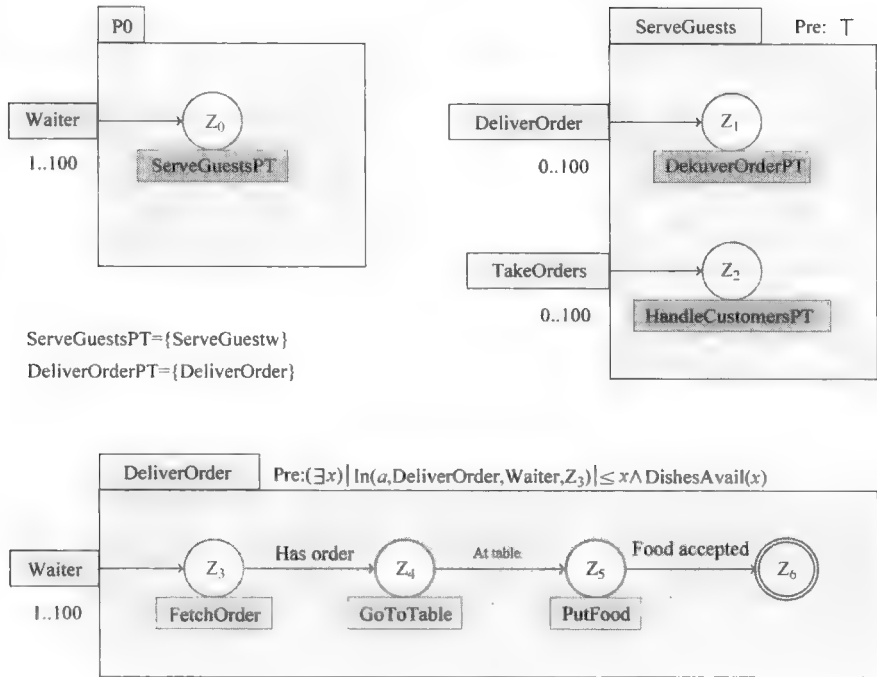 P0
Waiter
1..100
Z0
ServeGuestsPT
ServeGuests Pre: ⊤
DeliverOrder
0..100
Z1
DekuverOrderPT
TakeOrders
0..100
Z2
HandleCustomersPT
ServeGuestsPT={ServeGuestw}
DeliverOrderPT={DeliverOrder}
DeliverOrder Pre:(∃x)|In(a,DeliverOrder,Waiter,Z3)|≤x∧DishesAvail(x)
Waiter
1..100
Z3 Has order Z4 At table Z5 Food accepted Z6
FetchOrder GoToTable PutFood